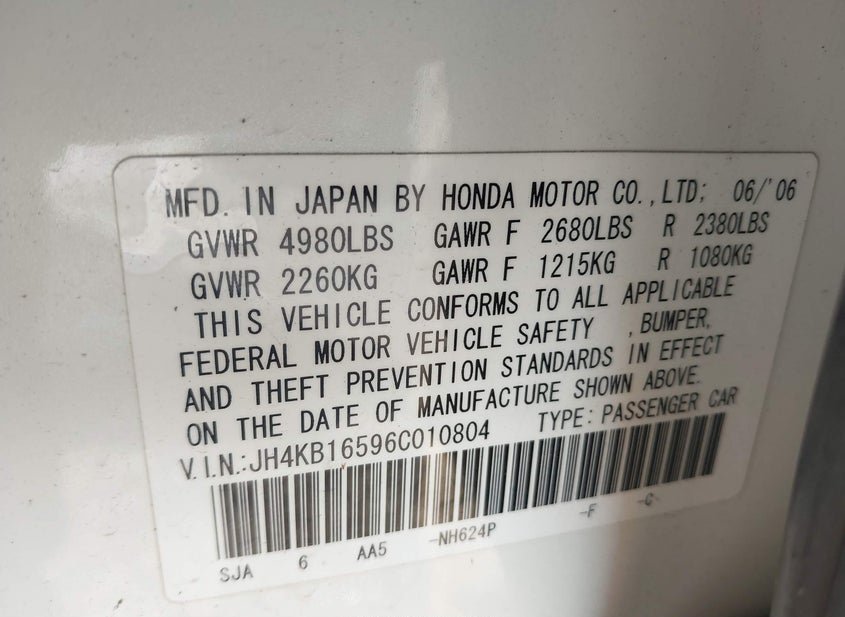 MFD. IN JAPAN BY HONDA MOTOR CO.,LTD; 06/'06
GVWR 4980LBS GAWR F 2680LBS R 2380LBS
GVWR 2260KG GAWR F 1215KG R 1080KG
THIS VEHICLE CONFORMS TO ALL APPLICABLE
FEDERAL MOTOR VEHICLE SAFETY , BUMPER,
AND THEFT PREVENTION STANDARDS IN EFFECT
ON THE DATE OF MANUFACTURE SHOWN ABOVE.
V.I.N.:JH4KB16596C010804 TYPE: PASSENGER CAR
SJA 6 AA5 -NH624P -F -C-